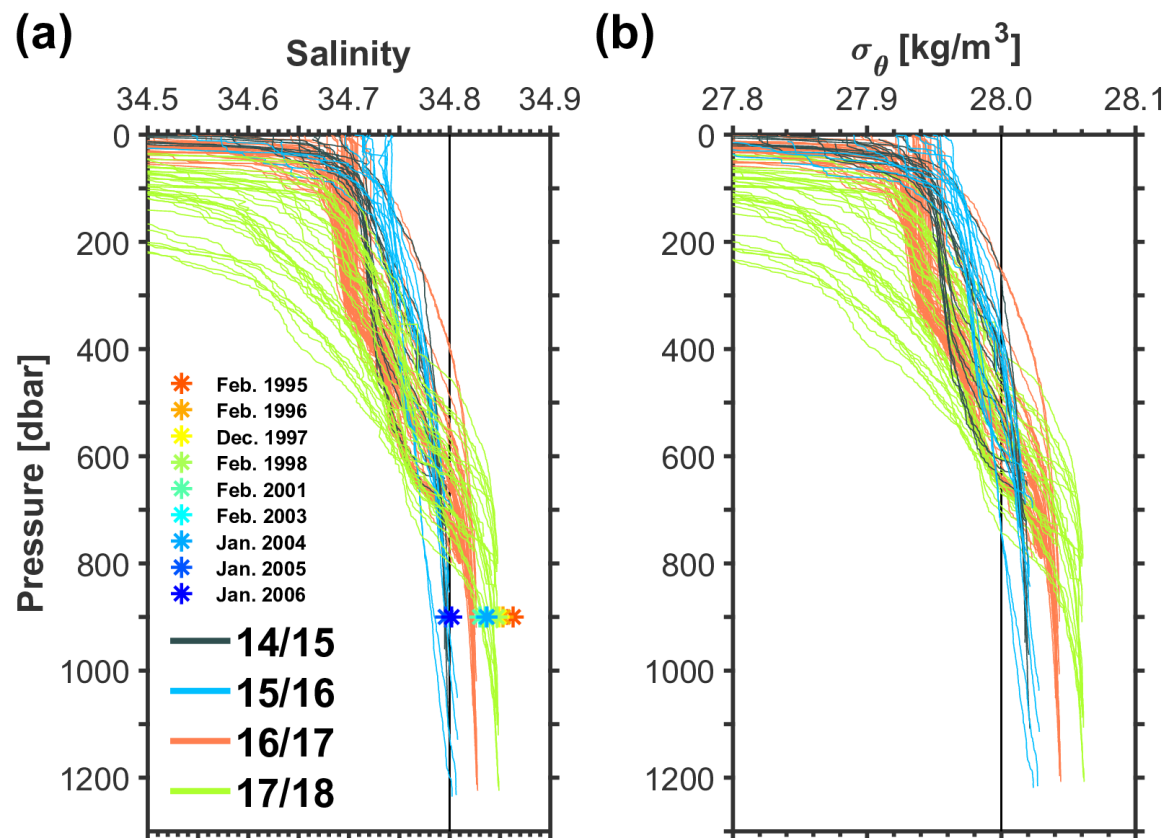 (a)
Salinity
34.5 34.6 34.7 34.8 34.9
0
200
400
600
800
1000
1200
Pressure [dbar]
Feb. 1995
Feb. 1996
Dec. 1997
Feb. 1998
Feb. 2001
Feb. 2003
Jan. 2004
Jan. 2005
Jan. 2006
14/15
15/16
16/17
17/18
(b)
σθ [kg/m³]
27.8 27.9 28.0 28.1
0
200
400
600
800
1000
1200